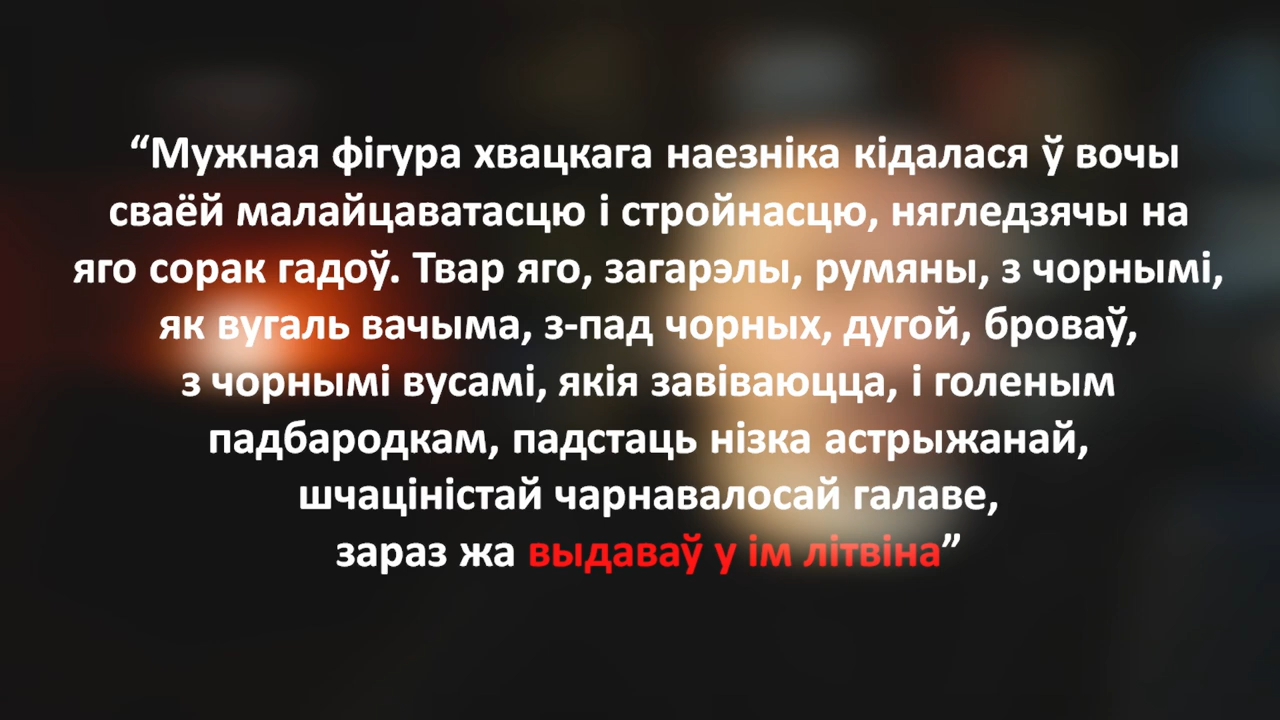 “Мужная фігура хвацкага наезніка кідалася ў вочы
сваёй малайцаватасцю і стройнасцю, нягледзячы на
яго сорак гадоў. Твар яго, загарэлы, румяны, з чорнымі,
як вугаль вачыма, з-пад чорных, дугой, броваў,
з чорнымі вусамі, якія завіваюцца, і голеным
падбародкам, падстаць нізка астрыжанай,
шчаціністай чарнавалосай галаве,
зараз жа выдаваў у ім літвіна”